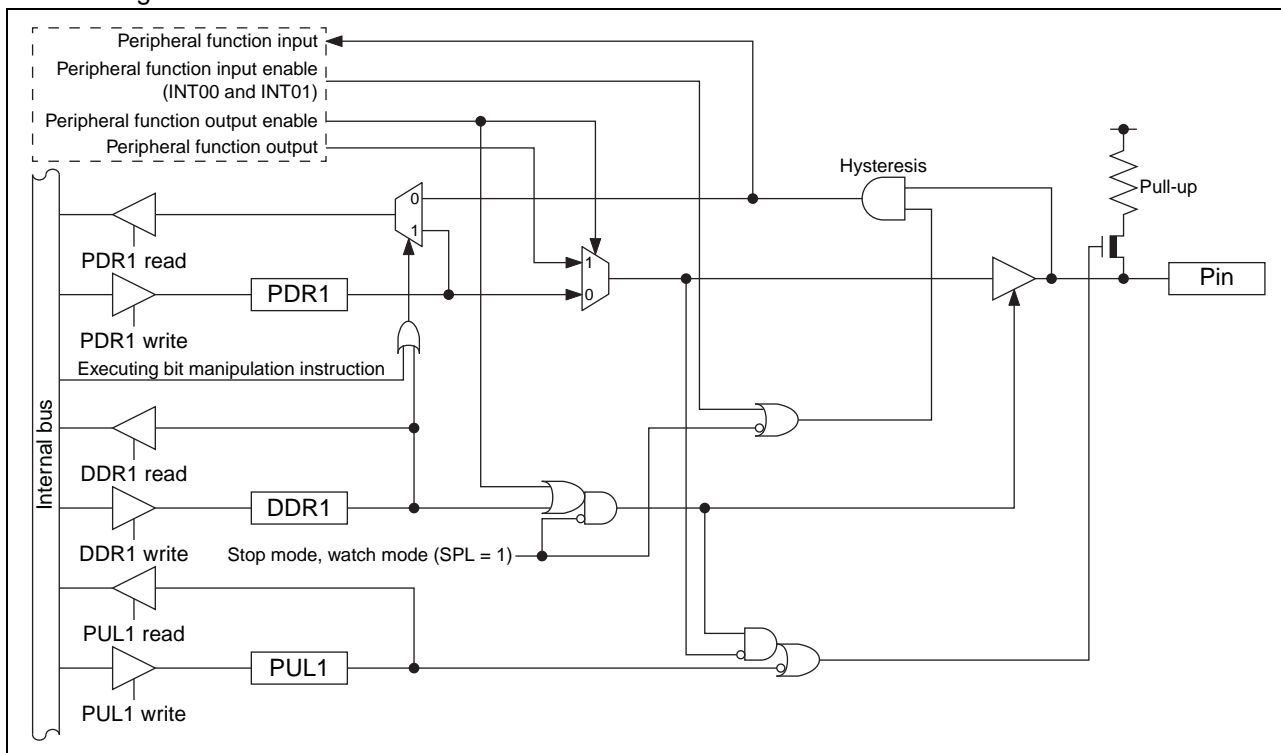 Peripheral function input
Peripheral function input enable
(INT00 and INT01)
Peripheral function output enable
Peripheral function output
Hysteresis
Pull-up
0
1
PDR1 read
1
0
PDR1
Pin
PDR1 write
Executing bit manipulation instruction
Internal bus
DDR1 read
DDR1
Stop mode, watch mode (SPL = 1)
DDR1 write
PUL1 read
PUL1
PUL1 write